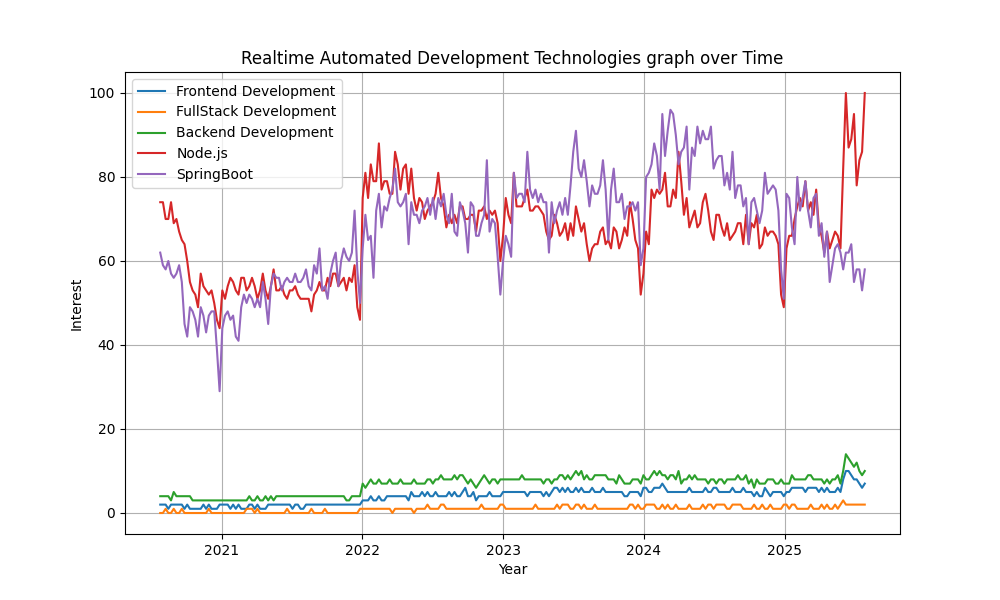 Realtime Automated Development Technologies graph over Time
Frontend Development
FullStack Development
Backend Development
Node.js
SpringBoot
100
80
60
40
20
0
Interest
2021 2022 2023 2024 2025
Year